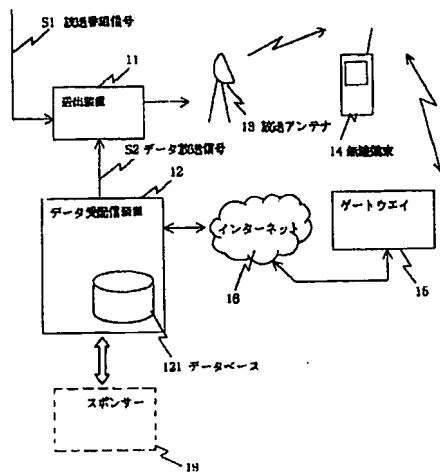 S1 放送番組信号
11
送出装置
13 放送アンテナ
14 無線端末
S2 データ放送信号
12
データ受配信装置
インターネット
ゲートウエイ
16
15
121 データベース
スポンサー
19